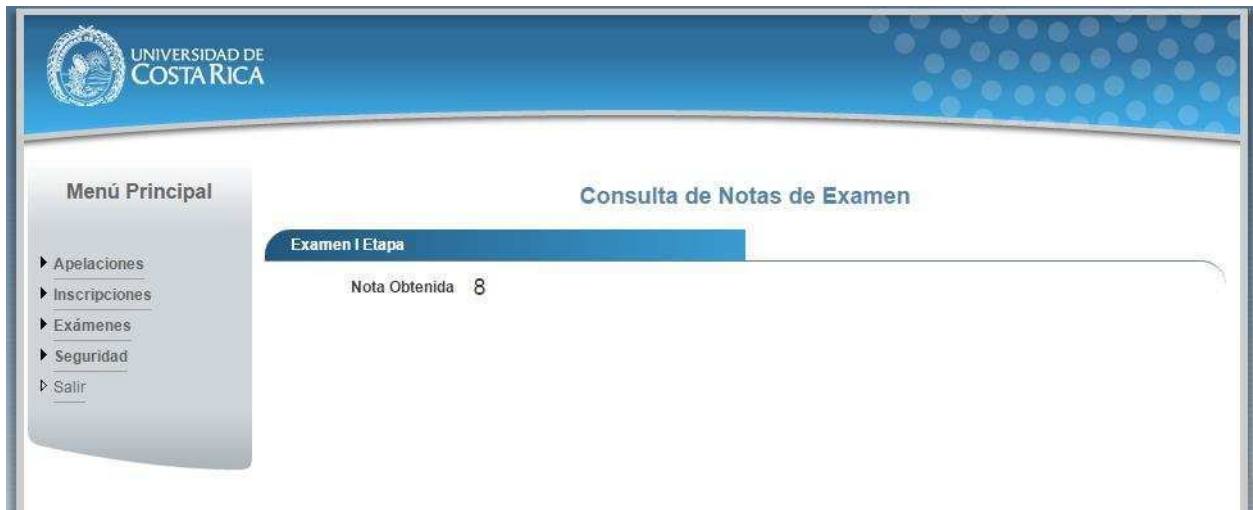 UNIVERSIDAD DE
COSTA RICA
Menú Principal
Apelaciones
Inscripciones
Exámenes
Seguridad
Salir
Consulta de Notas de Examen
Examen I Etapa
Nota Obtenida 8